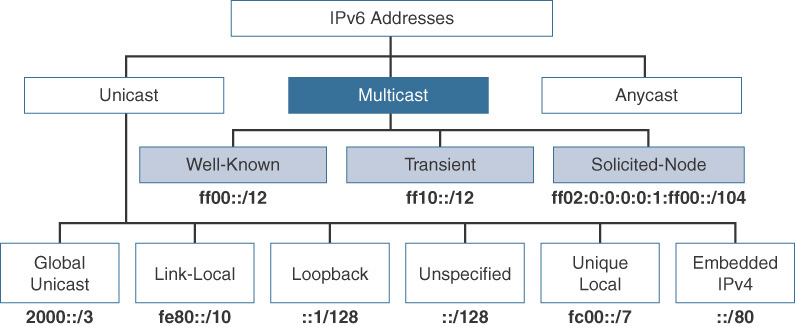 IPv6 Addresses
Unicast
Multicast
Anycast
Well-Known
Transient
Solicited-Node
ff00::/12
ff10::/12
ff02:0:0:0:0:1:ff00::/104
Global
Unicast
Link-Local
Loopback
Unspecified
Unique
Local
Embedded
IPv4
2000::/3
fe80::/10
::1/128
::/128
fc00::/7
::/80